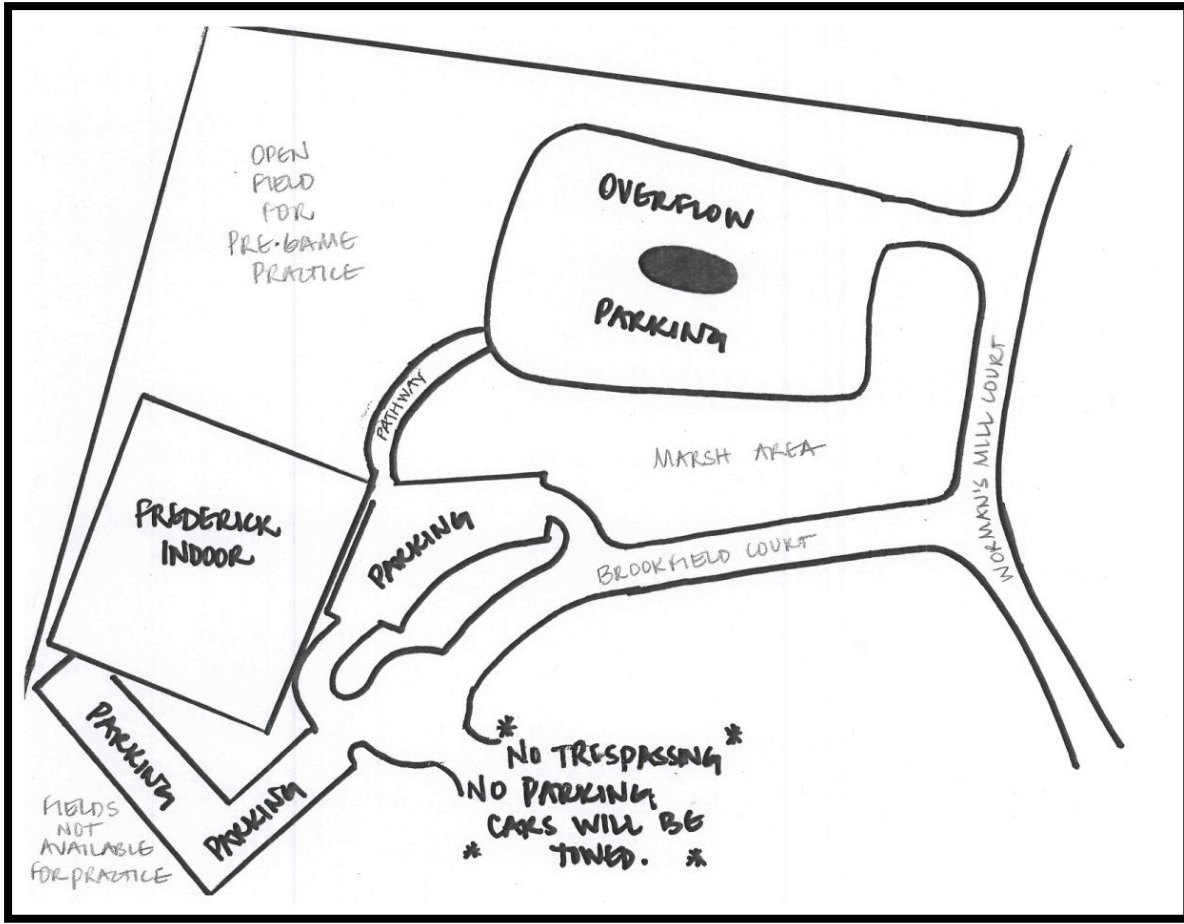 OPEN
FIELD
FOR
PRE-GAME
PRACTICE
OVERFLOW
PARKING
PATHWAY
MARSH AREA
WORMAN'S MILL COURT
FREDERICK
INDOOR
PARKING
BROOKFIELD COURT
PARKING
PARKING
FIELDS
NOT
AVAILABLE
FOR PRACTICE
* NO TRESPASSING *
NO PARKING
CARS WILL BE
* TOWED. *